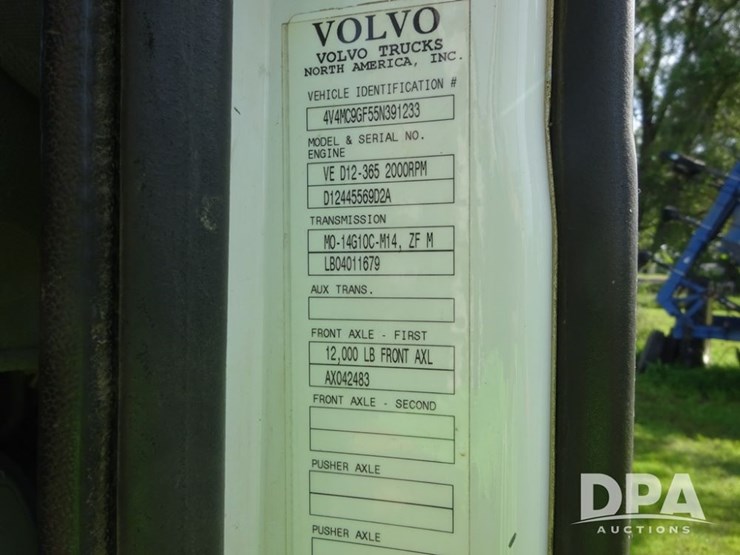 VOLVO
VOLVO TRUCKS
NORTH AMERICA, INC.
VEHICLE IDENTIFICATION #
4V4MC9GF55N391233
MODEL & SERIAL NO.
ENGINE
VE D12-365 2000RPM
D12445569D2A
TRANSMISSION
MO-14G10C-M14, ZF M
LB04011679
AUX TRANS.
FRONT AXLE - FIRST
12,000 LB FRONT AXL
AX042483
FRONT AXLE - SECOND
PUSHER AXLE
PUSHER AXLE
DPA
AUCTIONS